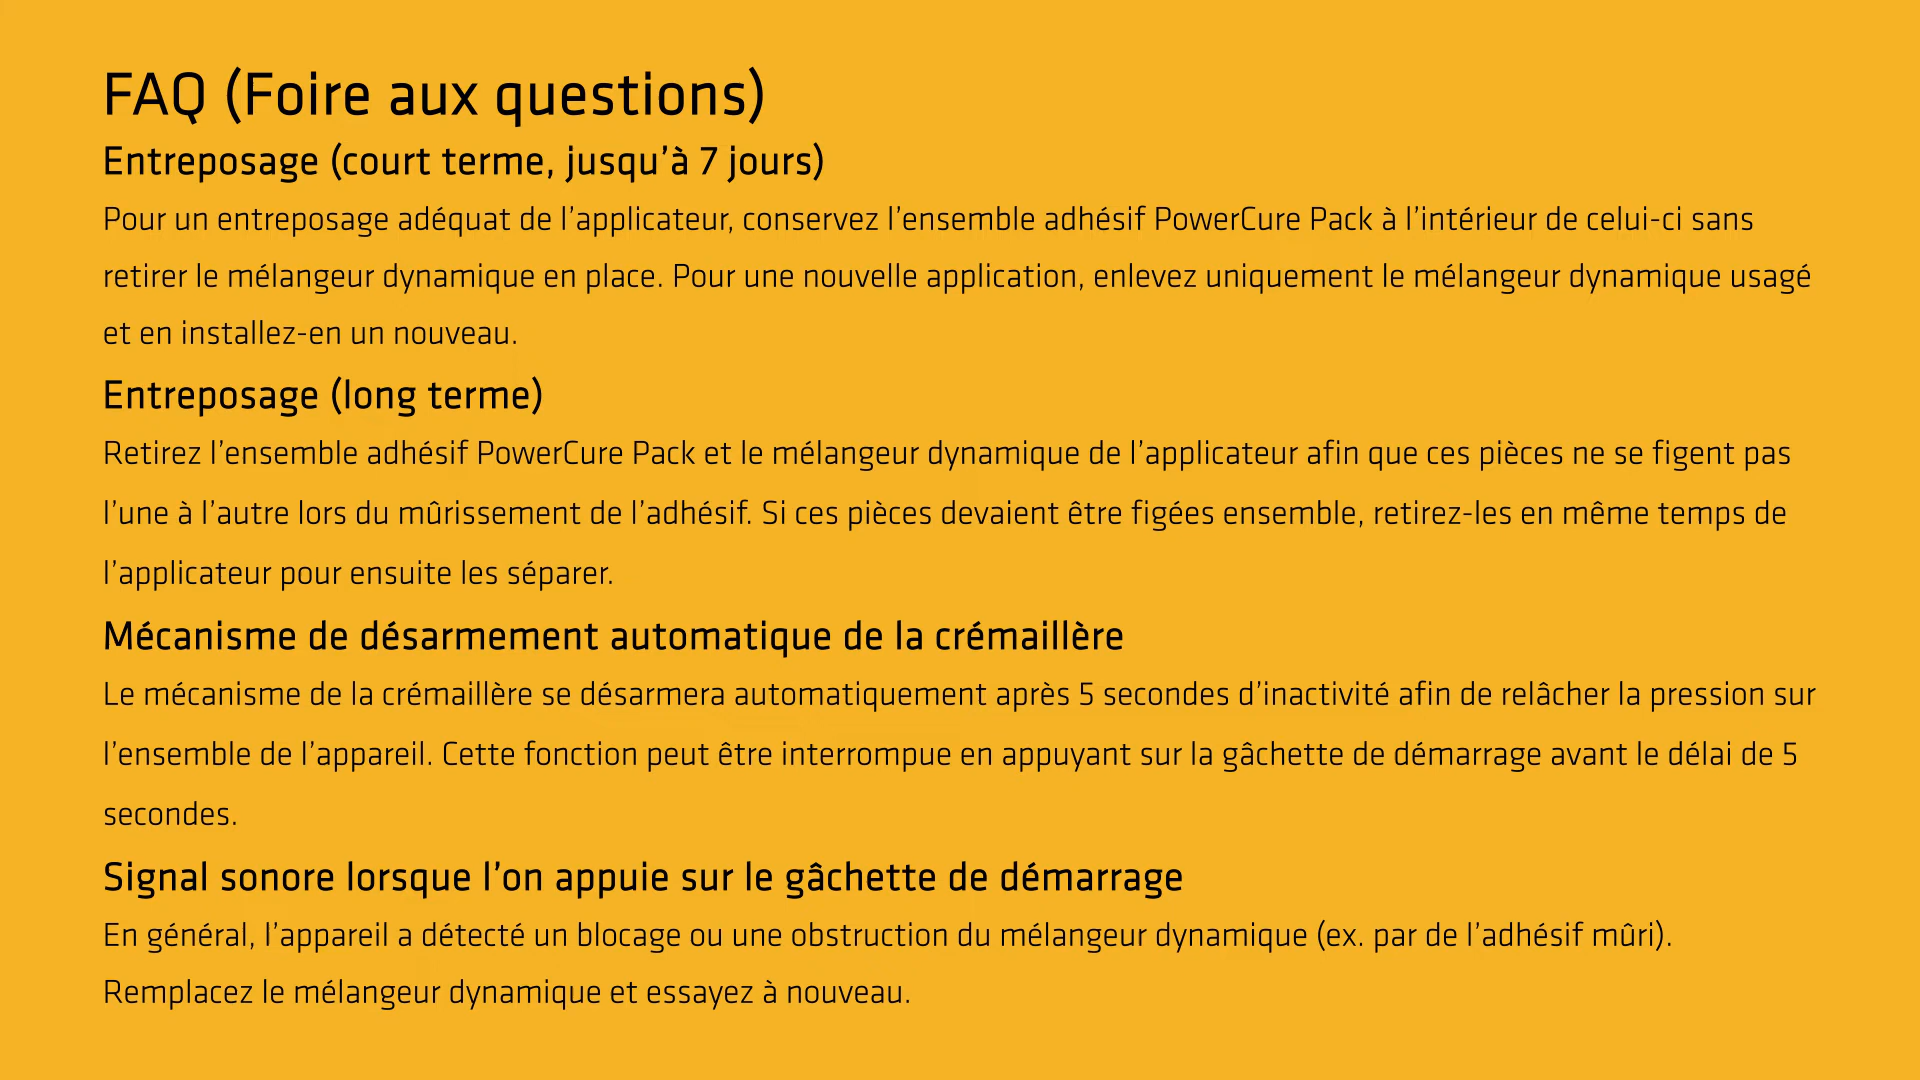 FAQ (Foire aux questions)
Entreposage (court terme, jusqu’à 7 jours)
Pour un entreposage adéquat de l’applicateur, conservez l’ensemble adhésif PowerCure Pack à l’intérieur de celui-ci sans
retirer le mélangeur dynamique en place. Pour une nouvelle application, enlevez uniquement le mélangeur dynamique usagé
et en installez-en un nouveau.
Entreposage (long terme)
Retirez l’ensemble adhésif PowerCure Pack et le mélangeur dynamique de l’applicateur afin que ces pièces ne se figent pas
l’une à l’autre lors du mûrissement de l’adhésif. Si ces pièces devaient être figées ensemble, retirez-les en même temps de
l’applicateur pour ensuite les séparer.
Mécanisme de désarmement automatique de la crémaillère
Le mécanisme de la crémaillère se désarmera automatiquement après 5 secondes d’inactivité afin de relâcher la pression sur
l’ensemble de l’appareil. Cette fonction peut être interrompue en appuyant sur la gâchette de démarrage avant le délai de 5
secondes.
Signal sonore lorsque l’on appuie sur le gâchette de démarrage
En général, l’appareil a détecté un blocage ou une obstruction du mélangeur dynamique (ex. par de l’adhésif mûri).
Remplacez le mélangeur dynamique et essayez à nouveau.